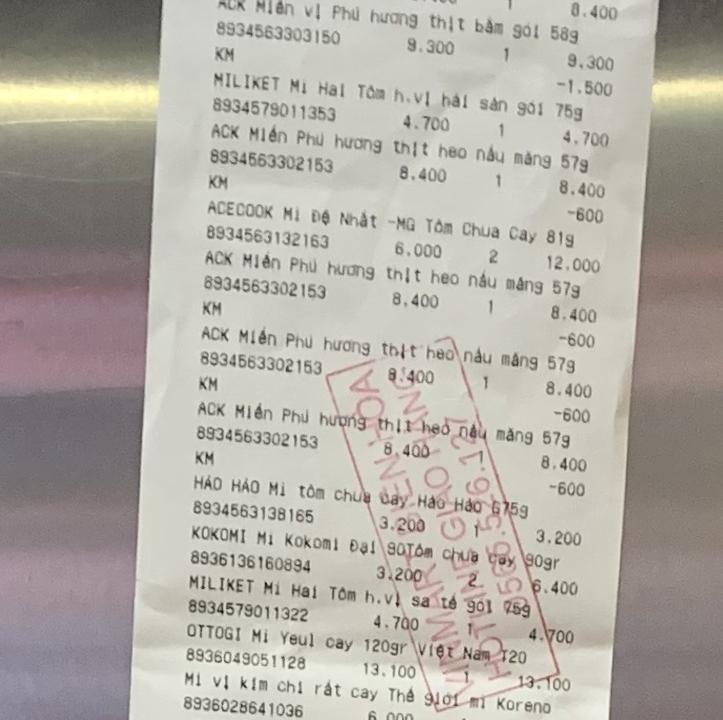 1 8.400
ACK Miến vị Phú hương thịt bằm gói 58g
8934563303150 9.300 1 9.300
KM -1.500
MILIKET Mì Hai Tôm h.vị hải sản gói 75g
8934579011353 4.700 1 4.700
ACK Miến Phú hương thịt heo nấu măng 57g
8934563302153 8.400 1 8.400
KM -600
ACECOOK Mì Đệ Nhất -MG Tôm Chua Cay 81g
8934563132163 6.000 2 12.000
ACK Miến Phú hương thịt heo nấu măng 57g
8934563302153 8.400 1 8.400
KM -600
ACK Miến Phú hương thịt heo nấu măng 57g
8934563302153 8.400 1 8.400
KM -600
ACK Miến Phú hương thịt heo nấu măng 57g
8934563302153 8.400 1 8.400
KM -600
HẢO HẢO Mì tôm chua cay Hảo Hảo G75g
8934563138165 3.200 1 3.200
KOKOMI Mì Kokomi Đại 90Tôm chua cay 90gr
8936136160894 3.200 2 6.400
MILIKET Mì Hai Tôm h.vị sa tế gói 75g
8934579011322 4.700 1 4.700
OTTOGI Mì Yeul cay 120gr Việt Nam T20
8936049051128 13.100 1 13.100
Mì vị kim chi rất cay Thế giới mì Koreno
8936028641036 6.000
WINMART BIÊN HÒA
HOTLINE GIAO HÀNG